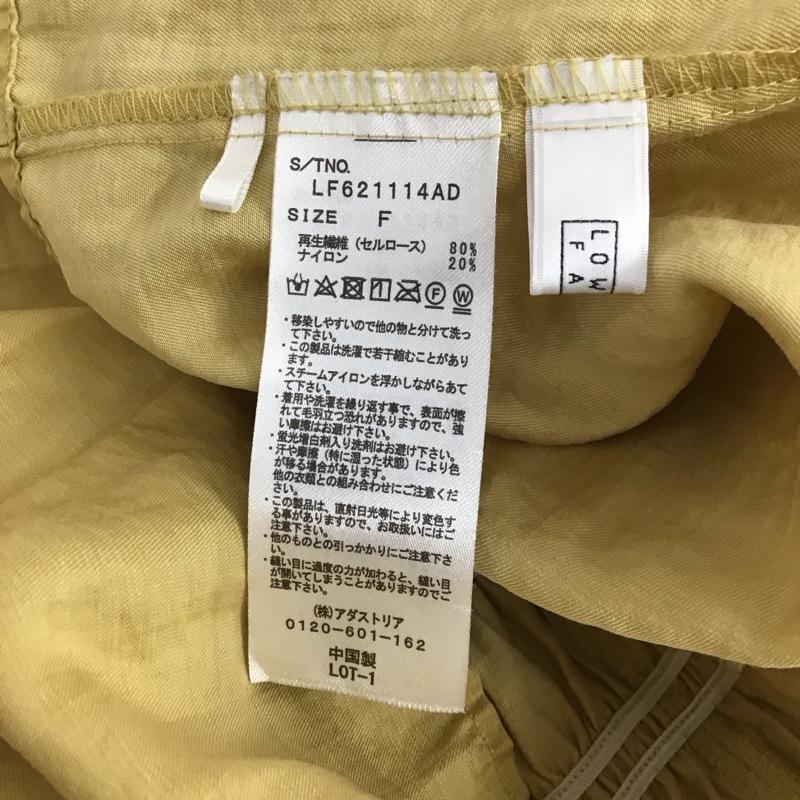 S/TNO.
LF621114AD
SIZE F
再生繊維（セルロース） 80%
ナイロン 20%
F W
・移染しやすいので他の物と分けて洗っ
て下さい。
・この製品は洗濯で若干縮むことがあり
ます。
・スチームアイロンを浮かしながらあて
て下さい。
・着用や洗濯を繰り返す事で、表面が擦
れて毛羽立つ恐れがありますので、強
い摩擦はお避け下さい。
・蛍光増白剤入り洗剤はお避け下さい。
・汗や摩擦（特に湿った状態）により色
が移る場合があります。
他の衣類との組み合わせにご注意くだ
さい。
・この製品は、直射日光等により変色す
る事がありますので、お取扱いにはご
注意下さい。
・他のものとの引っかかりにご注意下さ
い。
・縫い目に過度の力が加わると、縫い目
が開いてしまうことがありますのでご
注意下さい。
(株)アダストリア
0120-601-162
中国製
LOT-1
LOW
FA